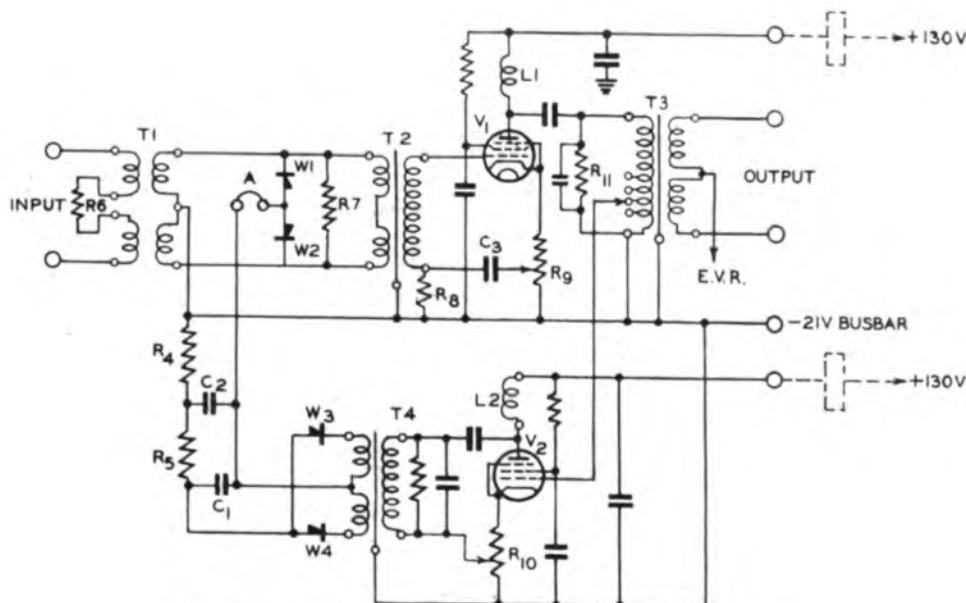 +130V
L1
T1
V1
T3
T2
W1
A
R11
OUTPUT
INPUT
R6
R7
W2
C3
R9
E.V.R.
R8
-21V BUSBAR
R4
+130V
C2
L2
W3
T4
V2
R5
C1
W4
R10